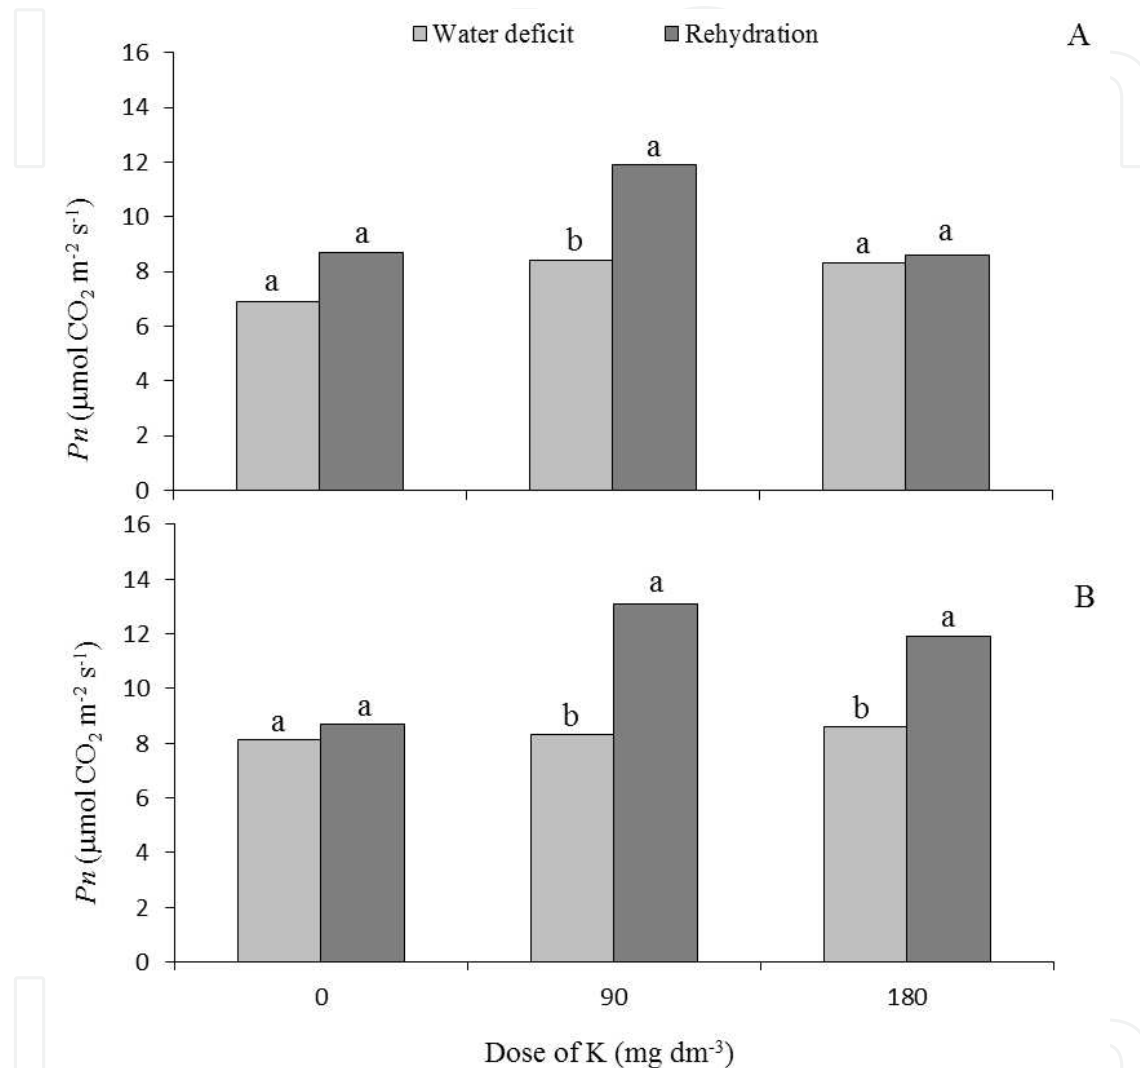 Water deficit Rehydration A
16
14
12
10
8
6
4
2
0
Pn (µmol CO₂ m⁻² s⁻¹)
a a b a a a
16
14
12
10
8
6
4
2
0
Pn (µmol CO₂ m⁻² s⁻¹)
B
a a b a b a
0 90 180
Dose of K (mg dm⁻³)